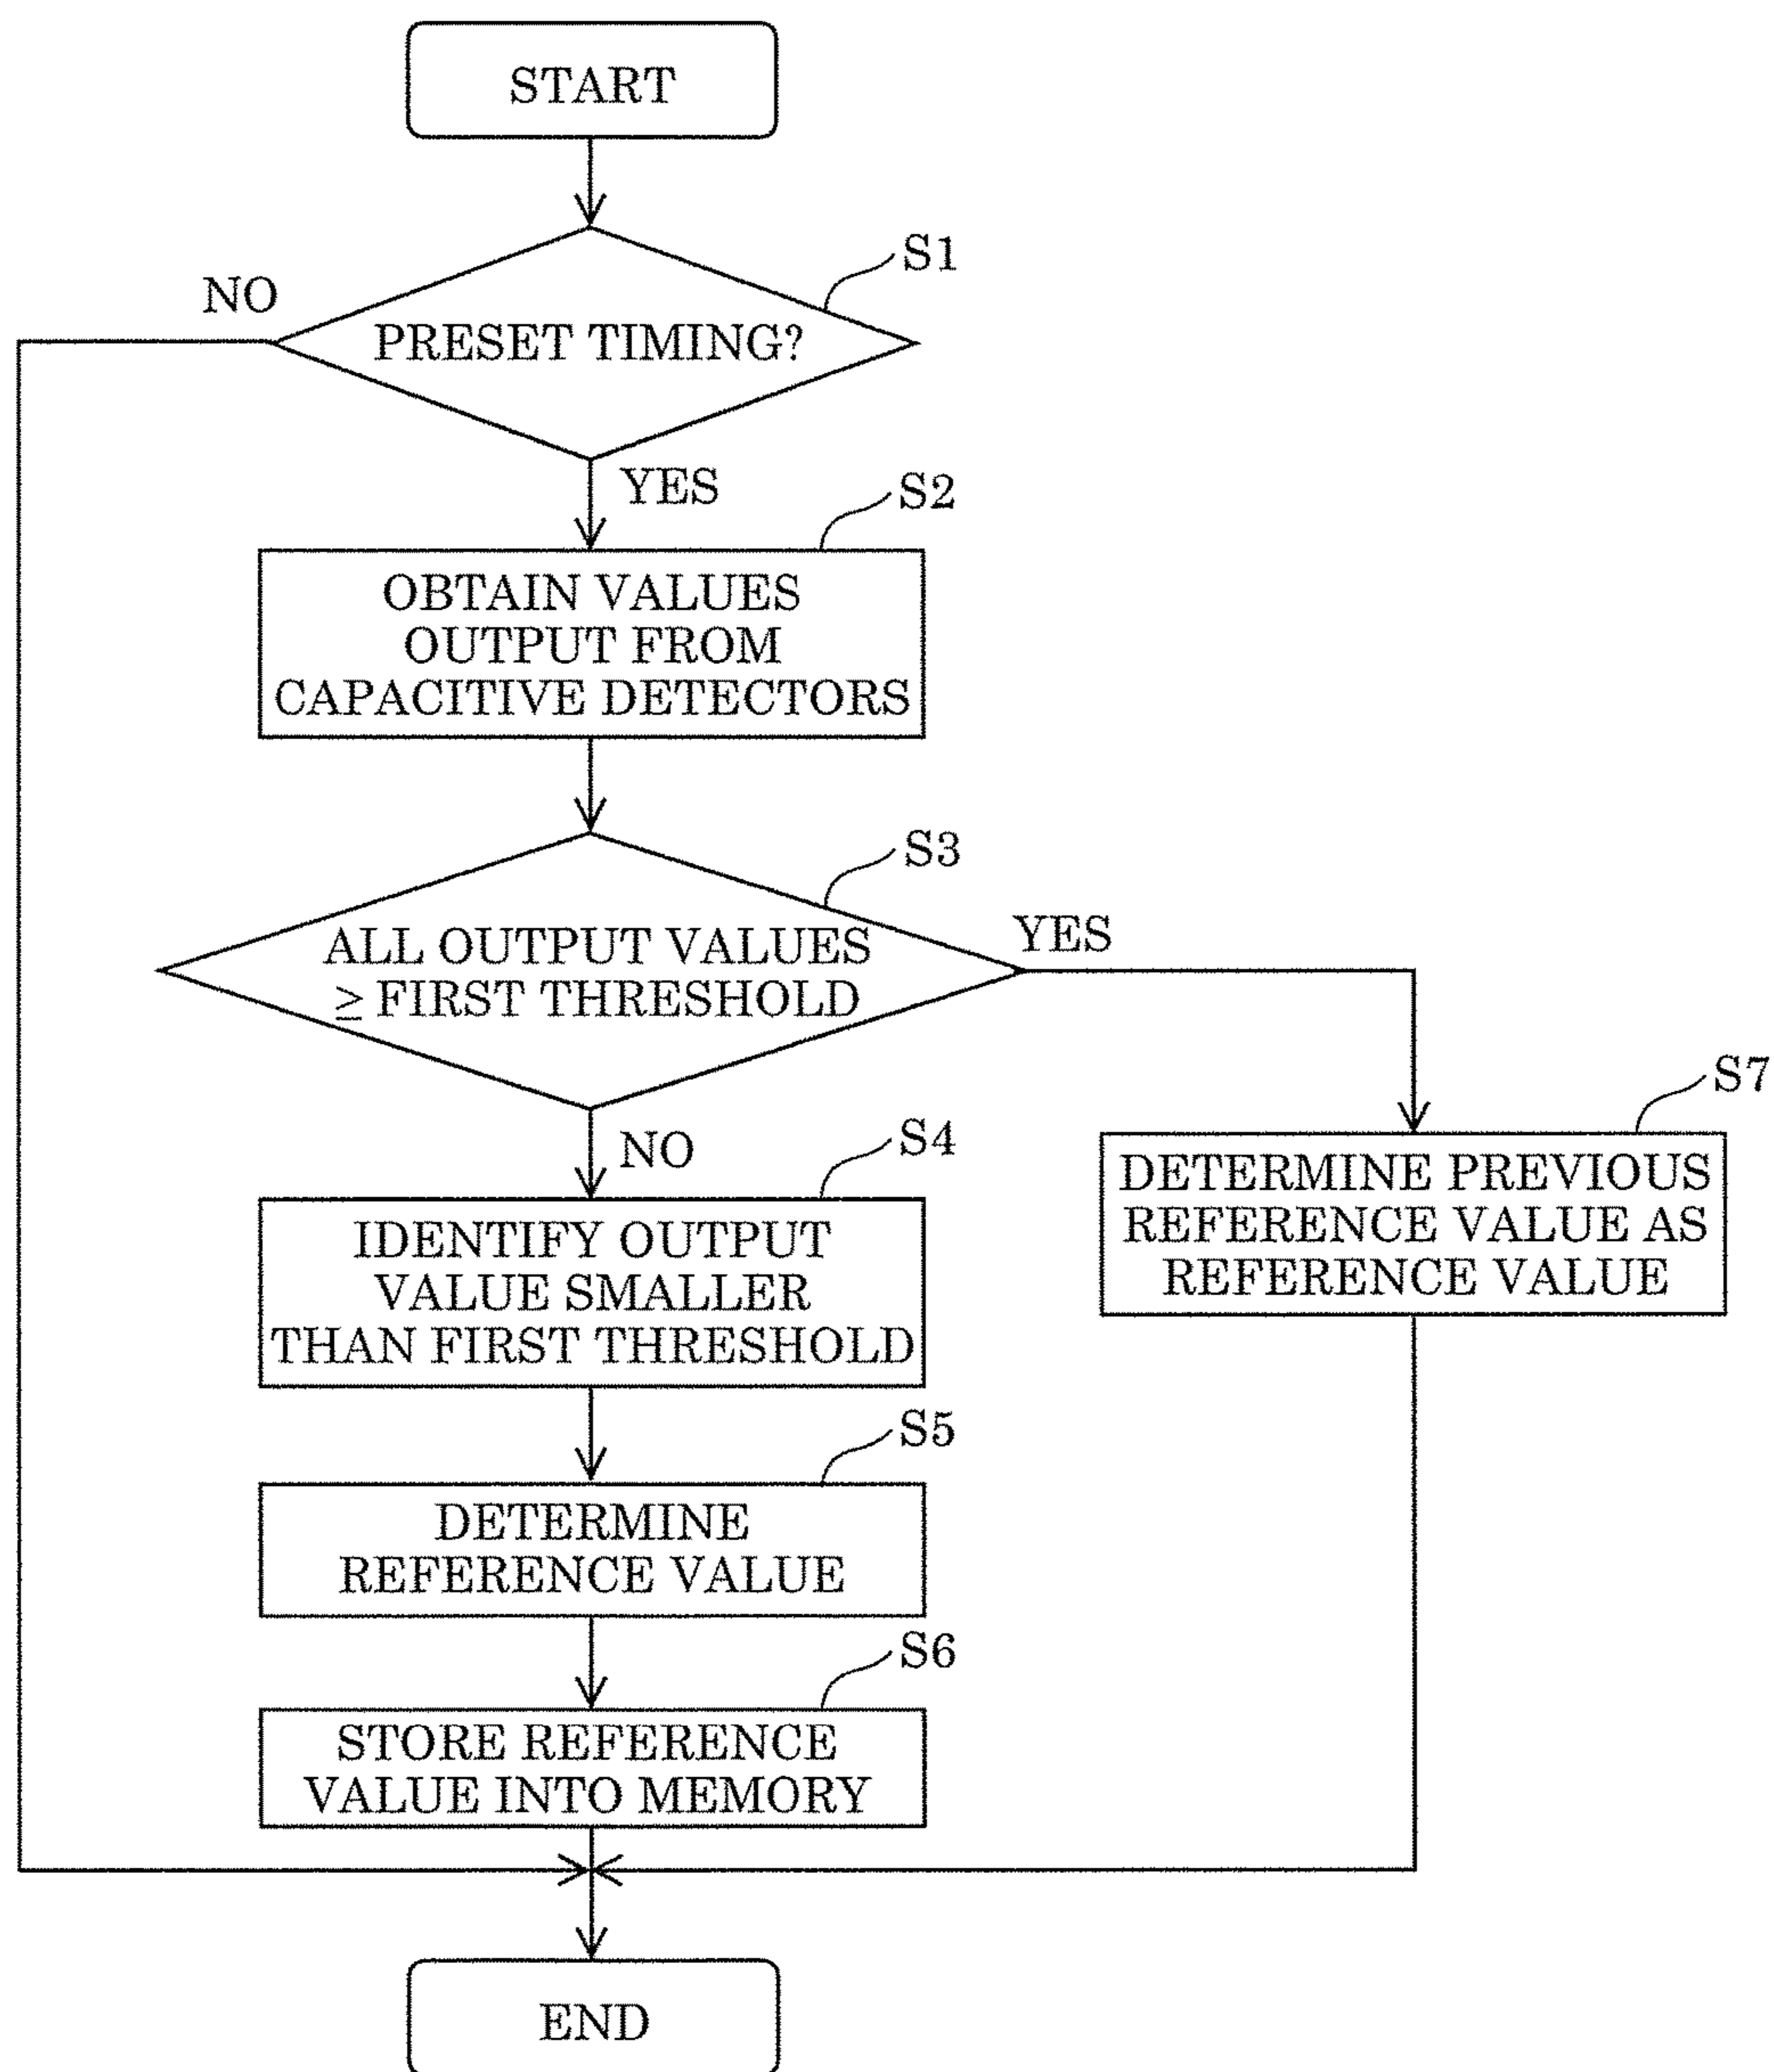 START
S1
NO
PRESET TIMING?
YES
S2
OBTAIN VALUES
OUTPUT FROM
CAPACITIVE DETECTORS
S3
ALL OUTPUT VALUES
≥ FIRST THRESHOLD
YES
NO
S4
IDENTIFY OUTPUT
VALUE SMALLER
THAN FIRST THRESHOLD
S7
DETERMINE PREVIOUS
REFERENCE VALUE AS
REFERENCE VALUE
S5
DETERMINE
REFERENCE VALUE
S6
STORE REFERENCE
VALUE INTO MEMORY
END